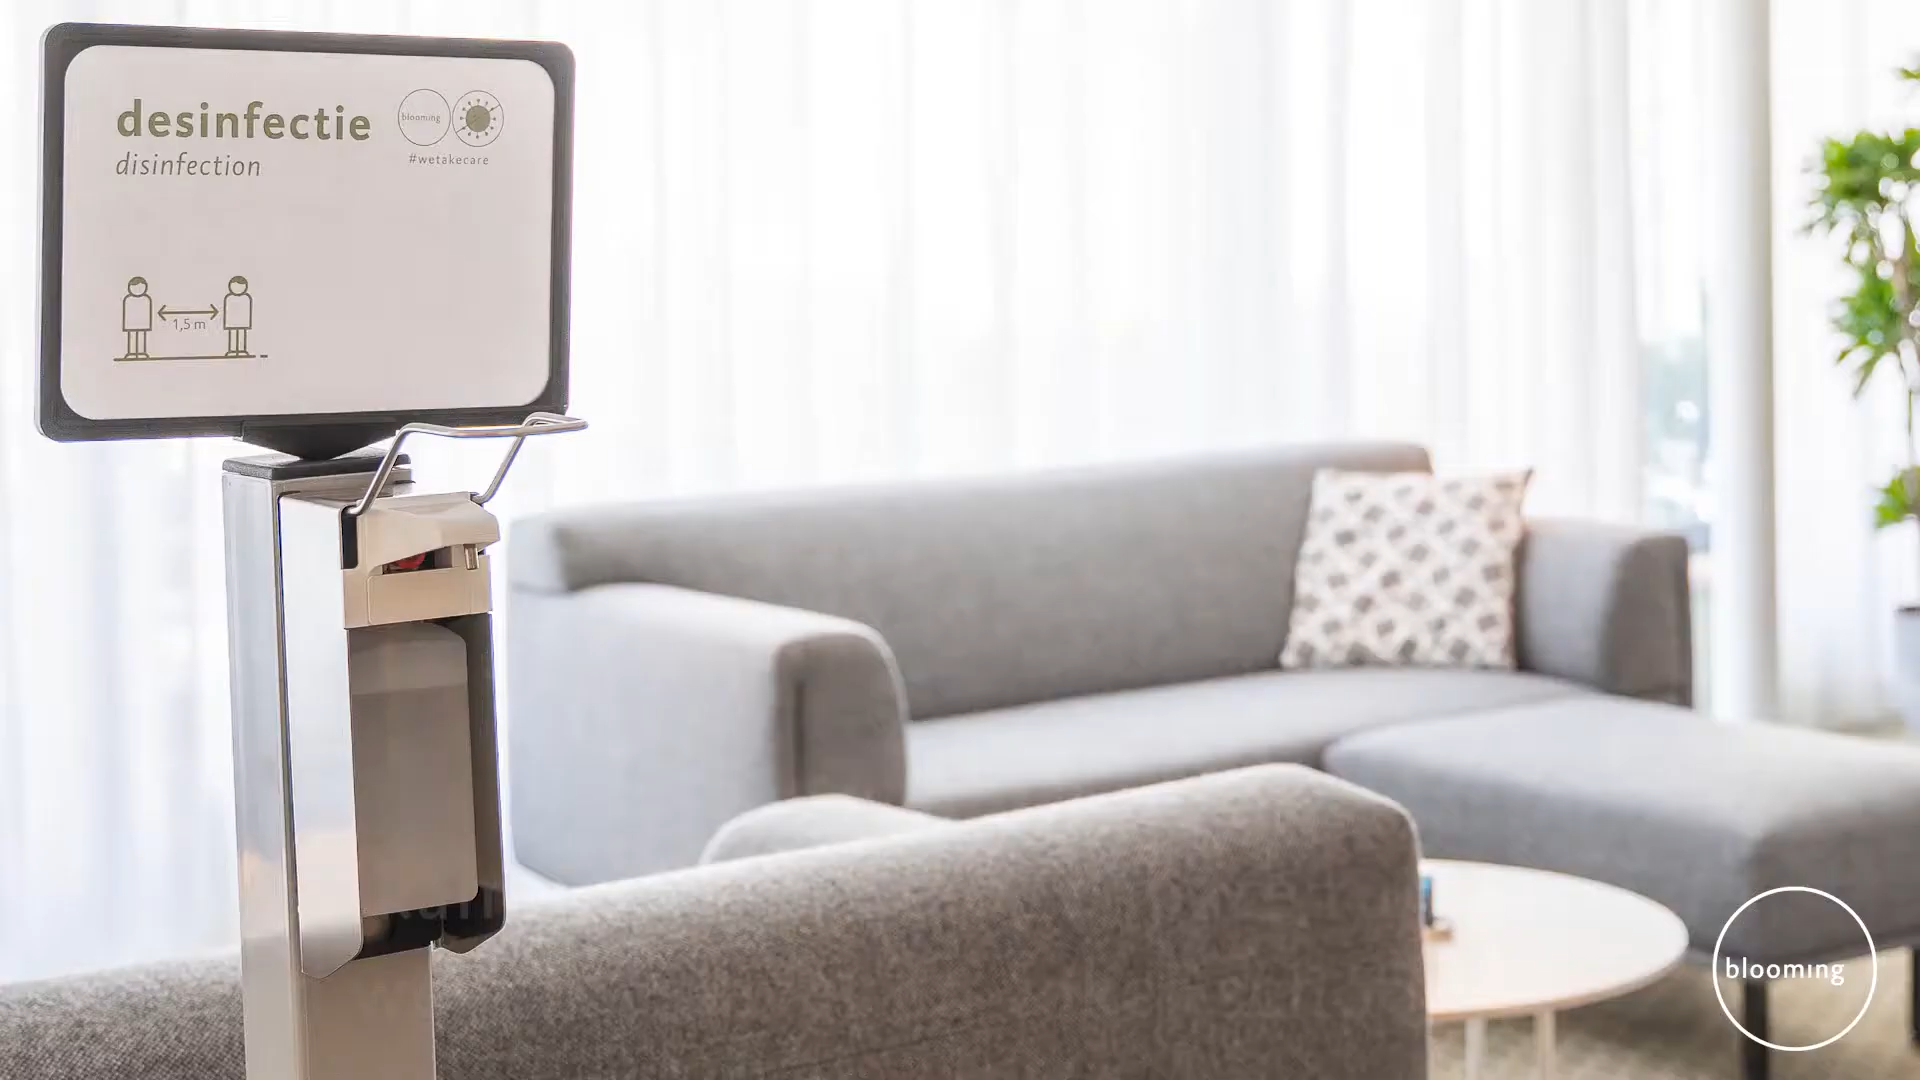 desinfectie
disinfection
blooming
#wetakecare
1,5 m
blooming